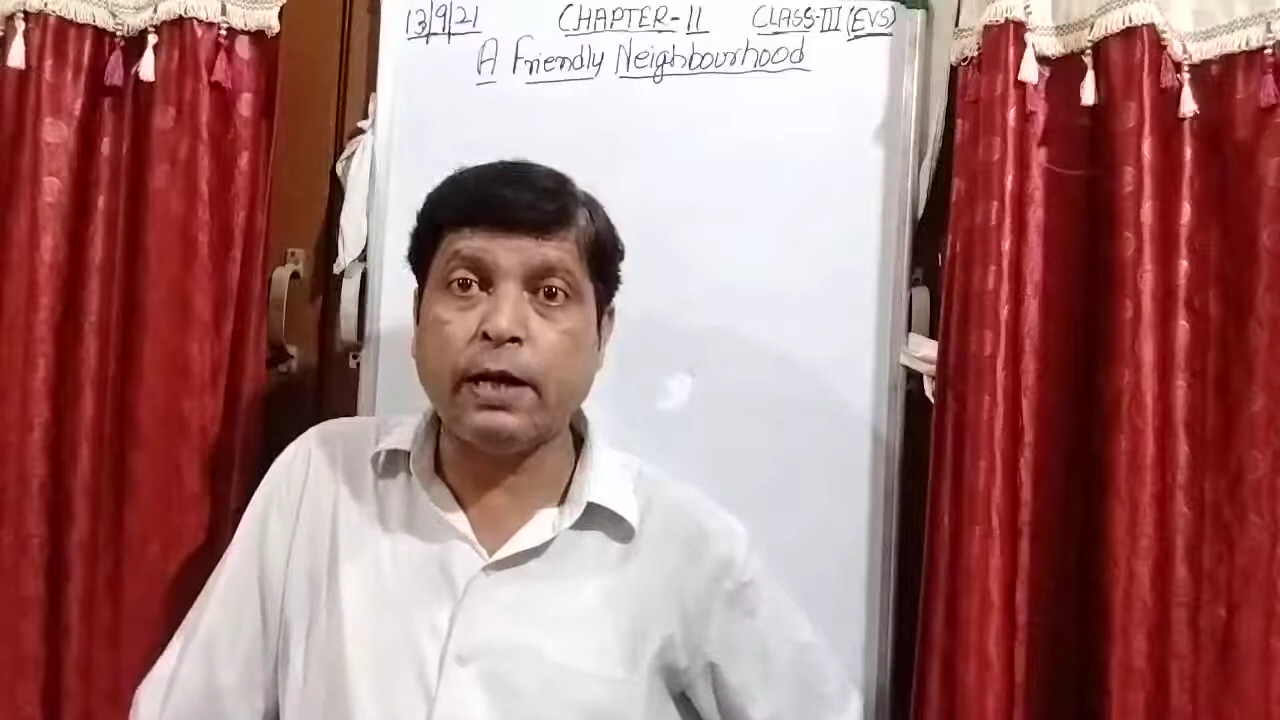 13/9/21 CHAPTER-11 CLASS-III (EVS)
A Friendly Neighbourhood